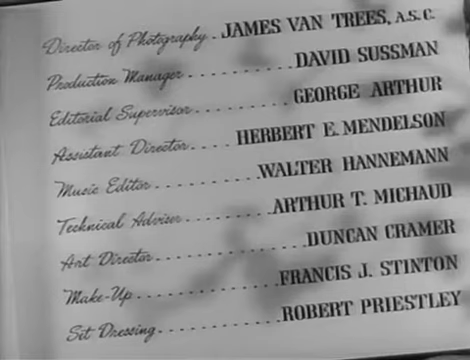 Director of Photography . JAMES VAN TREES, A.S.C.
Production Manager . . . . . . . . . DAVID SUSSMAN
Editorial Supervisor . . . . . . . . . GEORGE ARTHUR
Assistant Director . . . . HERBERT E. MENDELSON
Music Editor . . . . . . . . . . WALTER HANNEMANN
Technical Adviser . . . . . . . . ARTHUR T. MICHAUD
Art Director . . . . . . . . . . . . . DUNCAN CRAMER
Make-Up . . . . . . . . . . . . FRANCIS J. STINTON
Set Dressing . . . . . . . . . . ROBERT PRIESTLEY